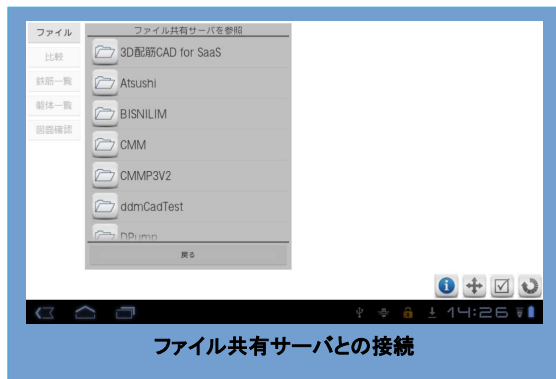 ファイル
比較
鉄筋一覧
躯体一覧
図面確認
ファイル共有サーバを参照
3D配筋CAD for SaaS
Atsushi
BISNILIM
CMM
CMMP3V2
ddmCadTest
DPump
戻る
14:26
ファイル共有サーバとの接続